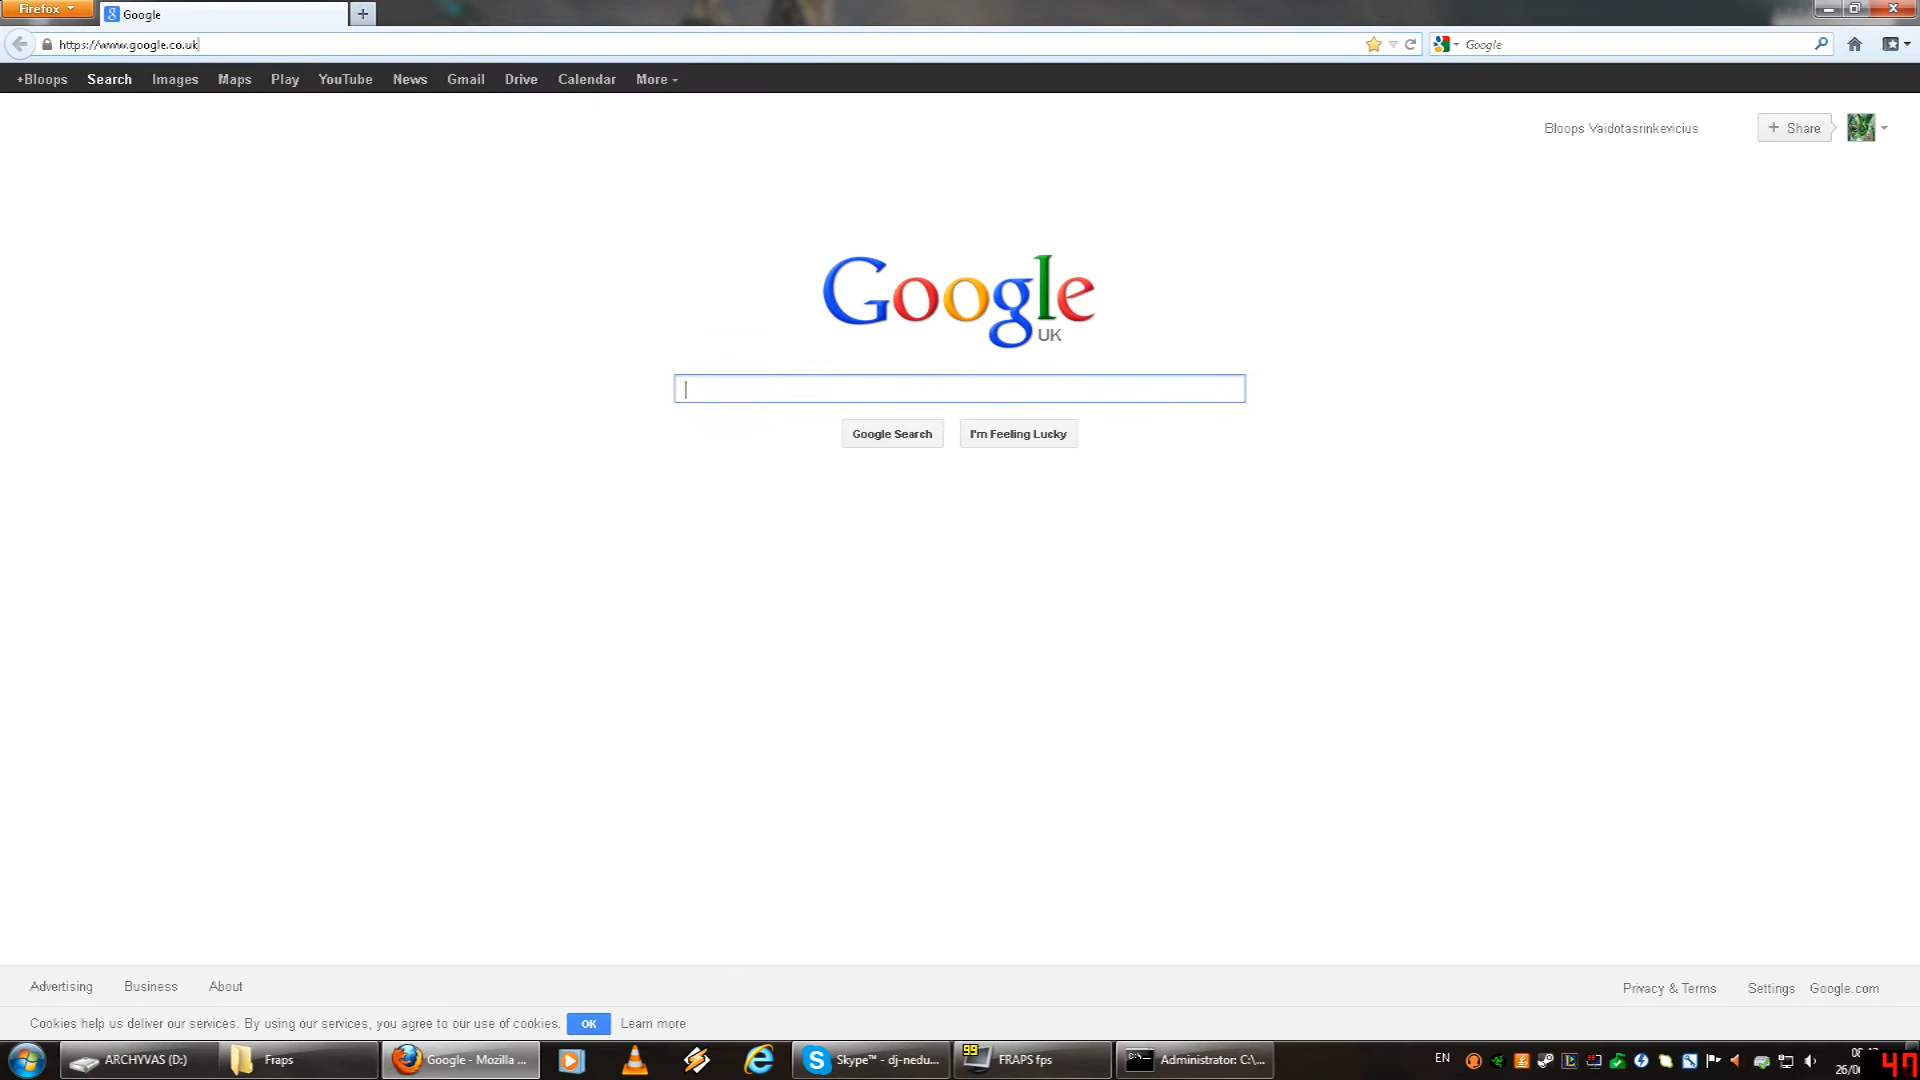 Firefox
Google
https://www.google.co.uk
Google
+Bloops Search Images Maps Play YouTube News Gmail Drive Calendar More
Bloops Vaidotasrinkevicius
+ Share
Google
UK
Google Search
I'm Feeling Lucky
Advertising Business About
Privacy & Terms Settings Google.com
Cookies help us deliver our services. By using our services, you agree to our use of cookies. OK Learn more
ARCHYVAS (D:)
Fraps
Google - Mozilla ...
Skype™ - dj-nedu...
99
FRAPS fps
Administrator: C:\...
EN